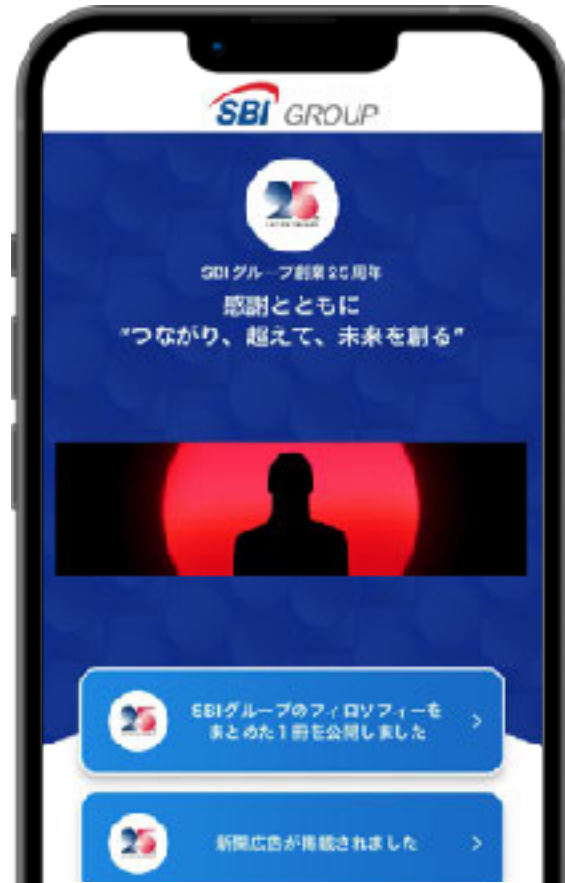 SBI GROUP
25
SBIグループ創業25周年
感謝とともに
“つながり、超えて、未来を創る”
25
SBIグループのフィロソフィーを
まとめた1冊を公開しました
25
新聞広告が掲載されました